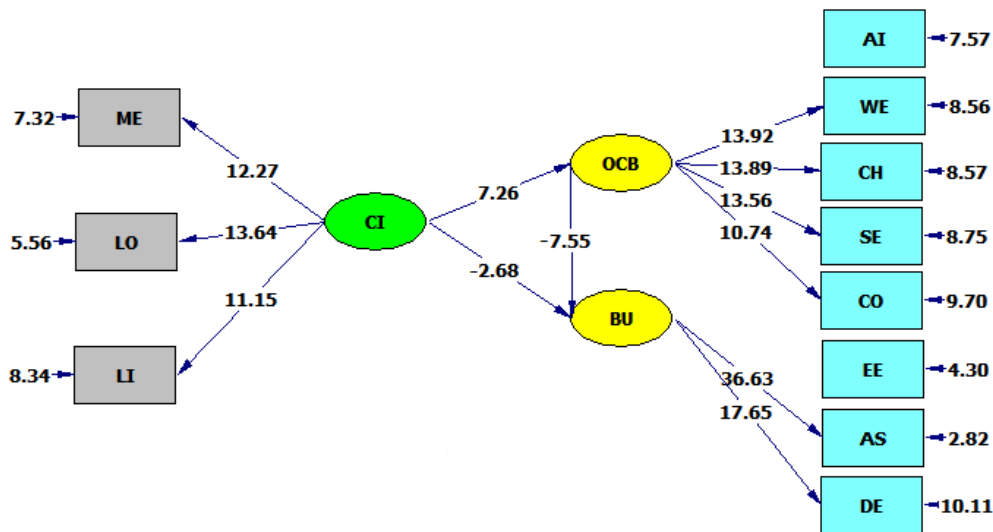 AI
7.57
WE
8.56
7.32
ME
13.92
OCB
13.89
CH
8.57
12.27
7.26
13.56
CI
10.74
SE
8.75
5.56
LO
13.64
-7.55
-2.68
CO
9.70
11.15
BU
EE
4.30
8.34
LI
36.63
17.65
AS
2.82
DE
10.11